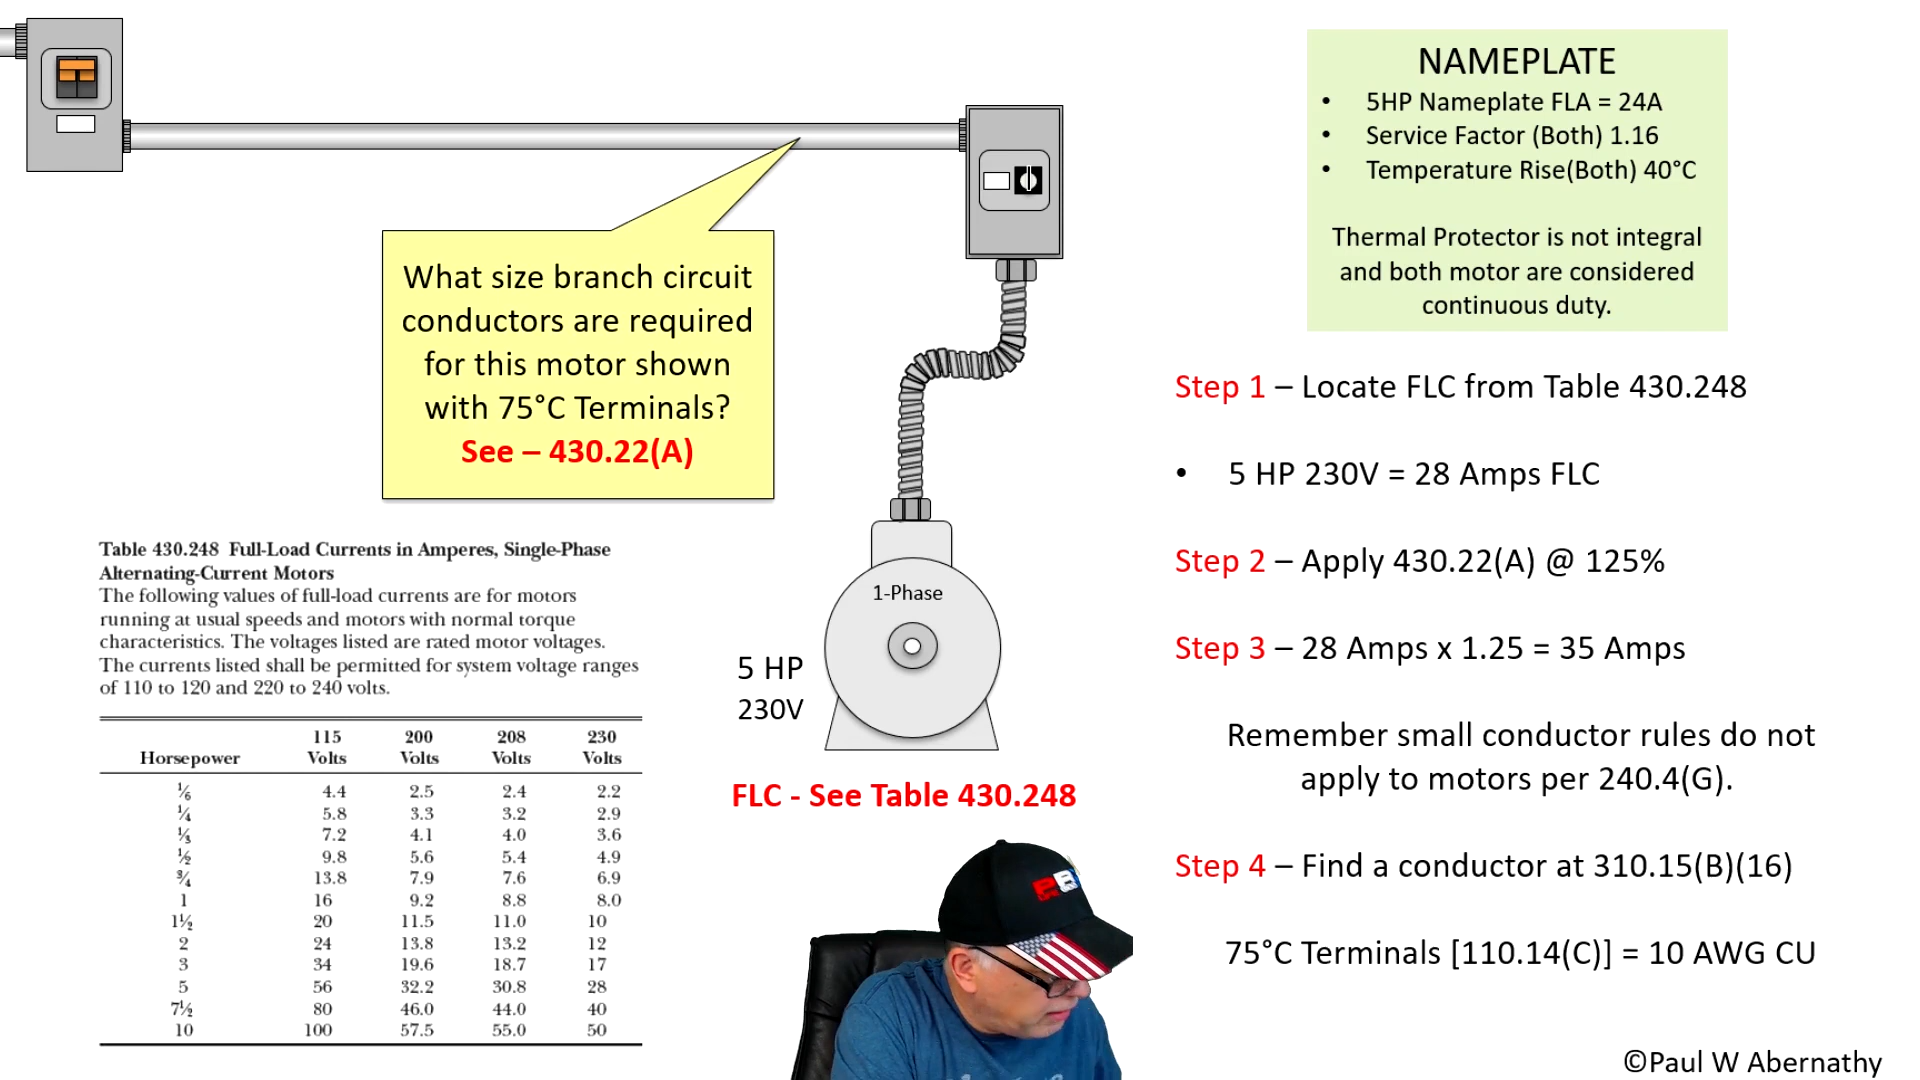 NAMEPLATE
• 5HP Nameplate FLA = 24A
• Service Factor (Both) 1.16
• Temperature Rise(Both) 40°C
Thermal Protector is not integral
and both motor are considered
continuous duty.
What size branch circuit
conductors are required
for this motor shown
with 75°C Terminals?
See – 430.22(A)
Step 1 – Locate FLC from Table 430.248
• 5 HP 230V = 28 Amps FLC
Step 2 – Apply 430.22(A) @ 125%
Step 3 – 28 Amps x 1.25 = 35 Amps
Remember small conductor rules do not
apply to motors per 240.4(G).
Step 4 – Find a conductor at 310.15(B)(16)
75°C Terminals [110.14(C)] = 10 AWG CU
Table 430.248 Full-Load Currents in Amperes, Single-Phase
Alternating-Current Motors
The following values of full-load currents are for motors
running at usual speeds and motors with normal torque
characteristics. The voltages listed are rated motor voltages.
The currents listed shall be permitted for system voltage ranges
of 110 to 120 and 220 to 240 volts.
115 200 208 230
Horsepower Volts Volts Volts Volts
⅙ 4.4 2.5 2.4 2.2
¼ 5.8 3.3 3.2 2.9
⅓ 7.2 4.1 4.0 3.6
½ 9.8 5.6 5.4 4.9
¾ 13.8 7.9 7.6 6.9
1 16 9.2 8.8 8.0
1½ 20 11.5 11.0 10
2 24 13.8 13.2 12
3 34 19.6 18.7 17
5 56 32.2 30.8 28
7½ 80 46.0 44.0 40
10 100 57.5 55.0 50
1-Phase
5 HP
230V
FLC - See Table 430.248
©Paul W Abernathy